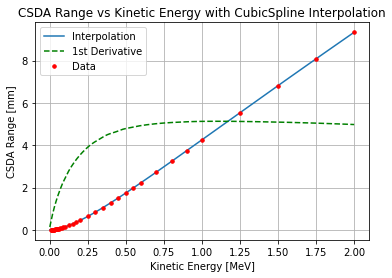 CSDA Range vs Kinetic Energy with CubicSpline Interpolation
Interpolation
1st Derivative
Data
CSDA Range [mm]
8
6
4
2
0
0.00 0.25 0.50 0.75 1.00 1.25 1.50 1.75 2.00
Kinetic Energy [MeV]